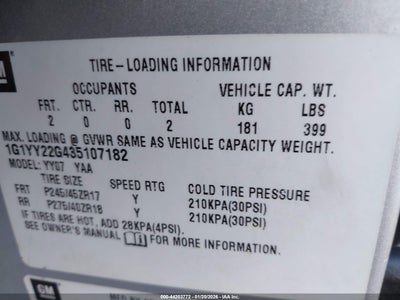 GM
TIRE-LOADING INFORMATION
OCCUPANTS VEHICLE CAP. WT.
FRT. CTR. RR. TOTAL KG LBS
2 0 0 2 181 399
MAX. LOADING @ GVWR SAME AS VEHICLE CAPACITY WEIGHT.
1G1YY22G435107182
MODEL: YY07 YAA
TIRE SIZE SPEED RTG COLD TIRE PRESSURE
FRT P245/45ZR17 Y 210KPA(30PSI)
RR P275/40ZR18 Y 210KPA(30PSI)
IF TIRES ARE HOT, ADD 28KPA(4PSI).
SEE OWNER'S MANUAL FOR MORE INFORMATION
GM